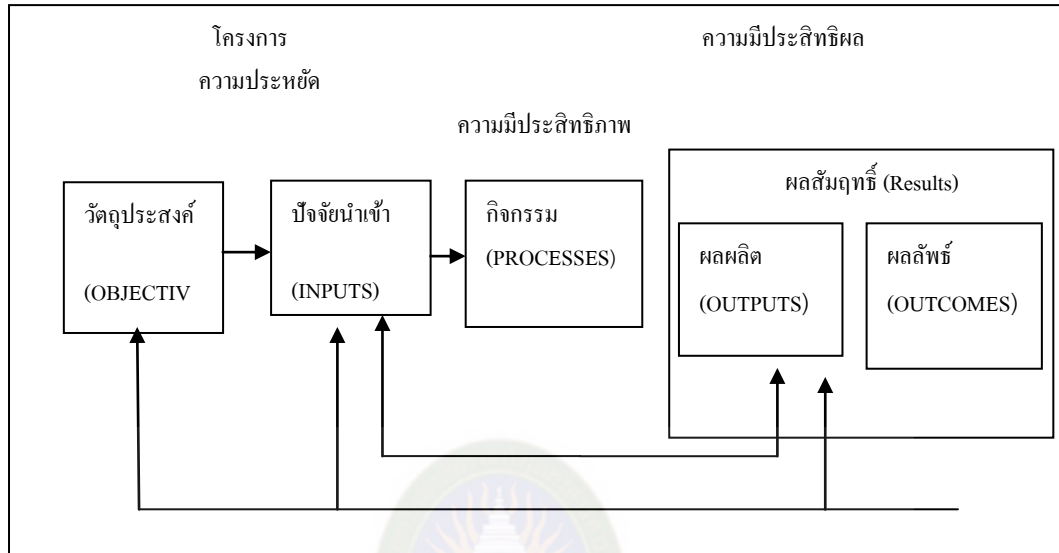 โครงการ
ความมีประสิทธิผล
ความประหยัด
ความมีประสิทธิภาพ
ผลสัมฤทธิ์ (Results)
วัตถุประสงค์
(OBJECTIV
ปัจจัยนำเข้า
(INPUTS)
กิจกรรม
(PROCESSES)
ผลผลิต
(OUTPUTS)
ผลลัพธ์
(OUTCOMES)